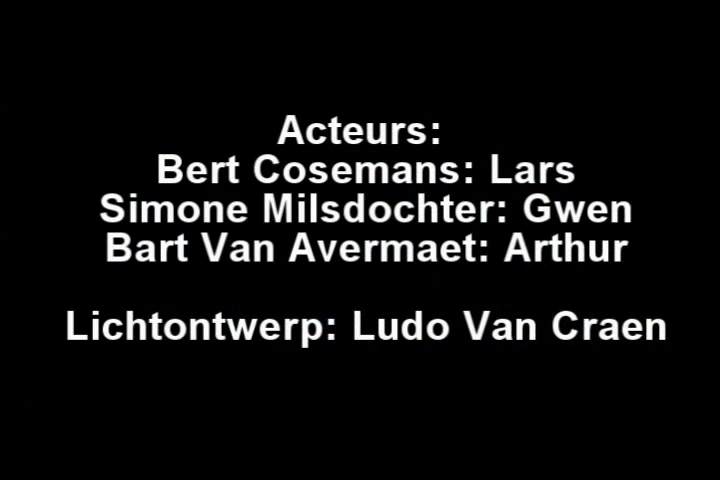 Acteurs:
Bert Cosemans: Lars
Simone Milsdochter: Gwen
Bart Van Avermaet: Arthur
Lichtontwerp: Ludo Van Craen